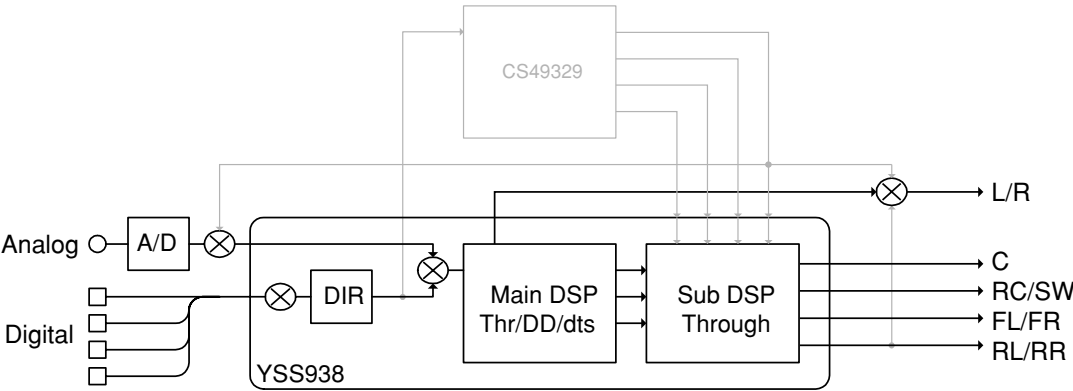 CS49329
L/R
Analog
A/D
C
DIR
Main DSP
Thr/DD/dts
Sub DSP
Through
RC/SW
FL/FR
Digital
RL/RR
YSS938